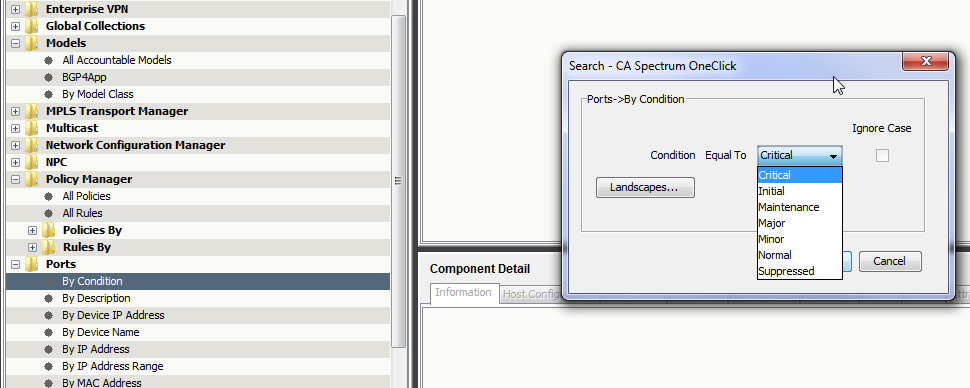 Enterprise VPN
Global Collections
Models
All Accountable Models
BGP4App
By Model Class
MPLS Transport Manager
Multicast
Network Configuration Manager
NPC
Policy Manager
All Policies
All Rules
Policies By
Rules By
Ports
By Condition
By Description
By Device IP Address
By Device Name
By IP Address
By IP Address Range
By MAC Address
Search - CA Spectrum OneClick
Ports->By Condition
Ignore Case
Condition Equal To Critical
Critical
Landscapes...
Initial
Maintenance
Major
Minor
Normal
Suppressed
Cancel
Component Detail
Information Host Config